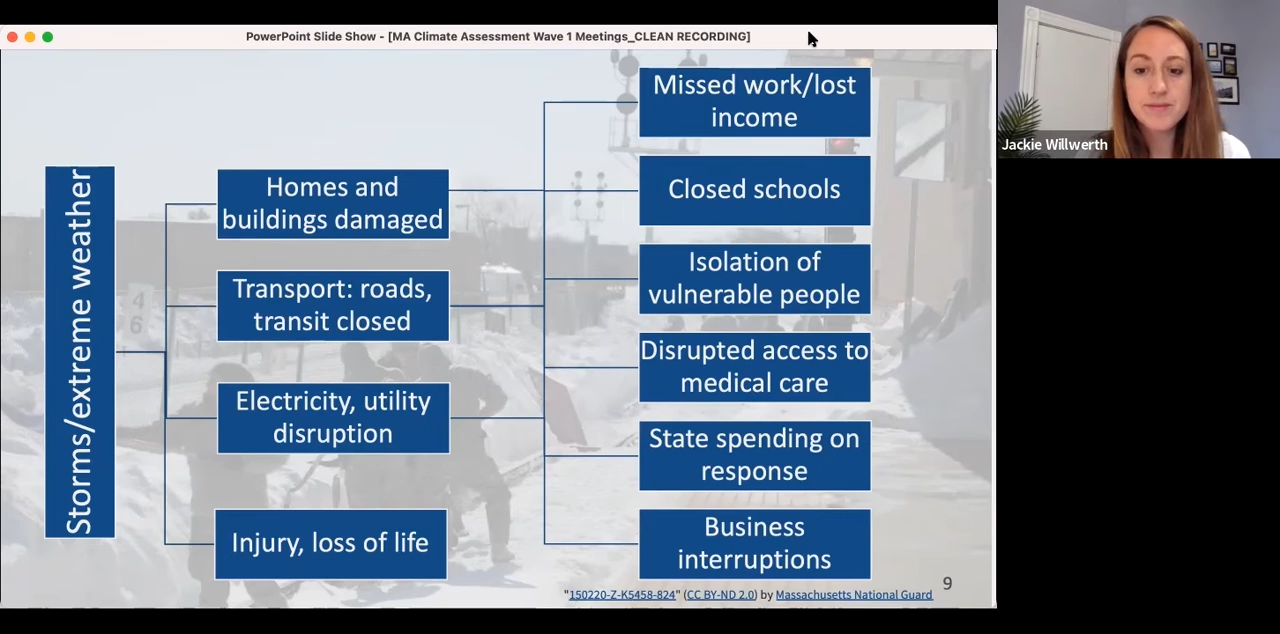 PowerPoint Slide Show - [MA Climate Assessment Wave 1 Meetings_CLEAN RECORDING]
Jackie Willwerth
Storms/extreme weather
Homes and
buildings damaged
Transport: roads,
transit closed
Electricity, utility
disruption
Injury, loss of life
Missed work/lost
income
Closed schools
Isolation of
vulnerable people
Disrupted access to
medical care
State spending on
response
Business
interruptions
4
6
"150220-Z-K5458-824" (CC BY-ND 2.0) by Massachusetts National Guard
9